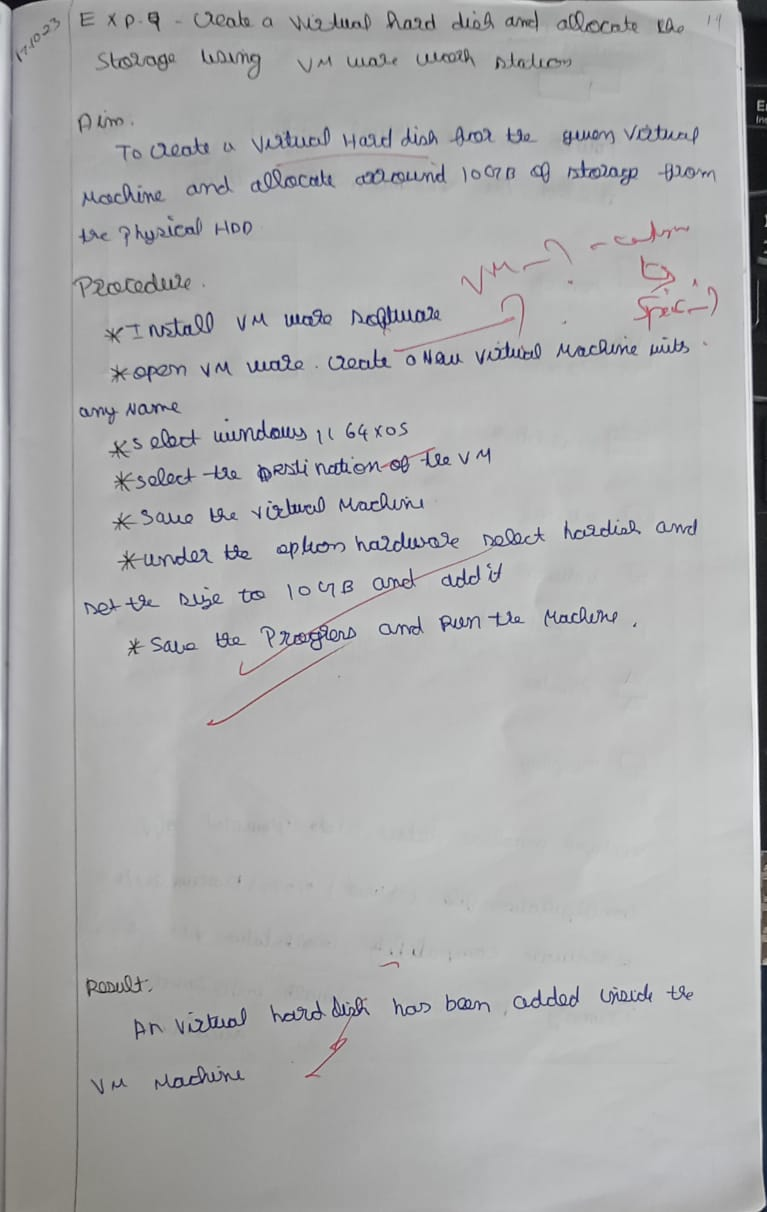 17.10.23
Exp.9 - Create a virtual hard disk and allocate the
storage using VM ware work station
Aim.
To create a virtual Hard disk for the given virtual
Machine and allocate around 10GB of storage from
the Physical HDD
VM -? -
Procedure.
Spec -?
* Install VM ware software
* open VM ware. Create a New virtual Machine with
any Name
* select windows 11 64x OS
* select the Destination of the VM
* Save the virtual Machine
* under the option hardware select hardisk and
set the size to 10GB and add it
* Save the Progress and Run the Machine.
Result.
An virtual hard disk has been added inside the
VM Machine